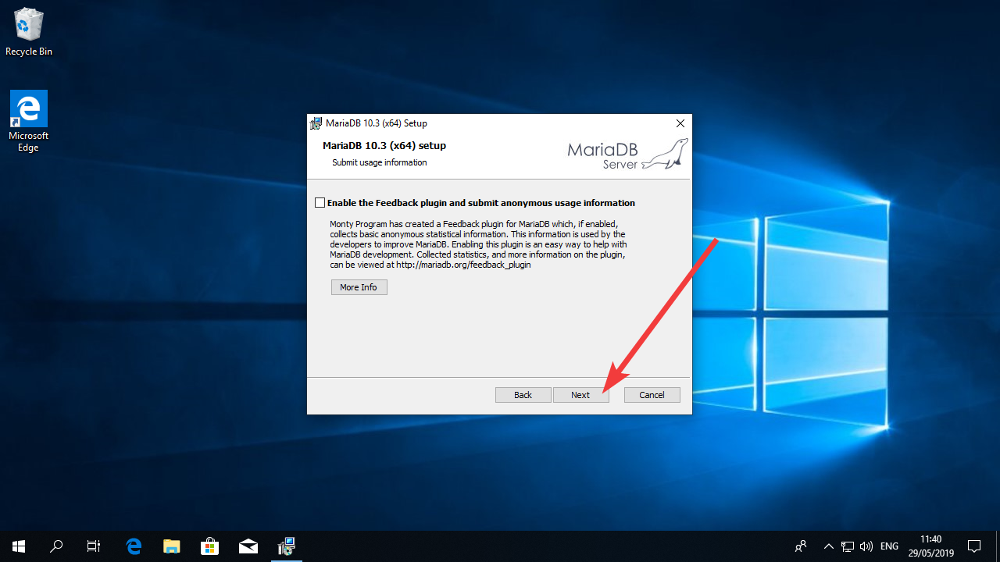 Recycle Bin
Microsoft
Edge
MariaDB 10.3 (x64) Setup
MariaDB 10.3 (x64) setup
Submit usage information
MariaDB
Server
Enable the Feedback plugin and submit anonymous usage information
Monty Program has created a Feedback plugin for MariaDB which, if enabled,
collects basic anonymous statistical information. This information is used by the
developers to improve MariaDB. Enabling this plugin is an easy way to help with
MariaDB development. Collected statistics, and more information on the plugin,
can be viewed at http://mariadb.org/feedback_plugin
More Info
Back
Next
Cancel
ENG
11:40
29/05/2019